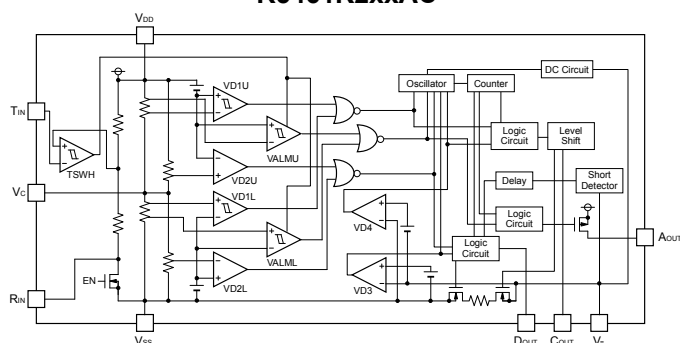 VDD
Oscillator
Counter
DC Circuit
VD1U
TIN
VALMU
Logic
Circuit
Level
Shift
TSWH
VD2U
Delay
Short
Detector
VC
VD1L
Logic
Circuit
VD4
AOUT
VALML
Logic
Circuit
EN
VD2L
VD3
RIN
VSS
DOUT
COUT
V-